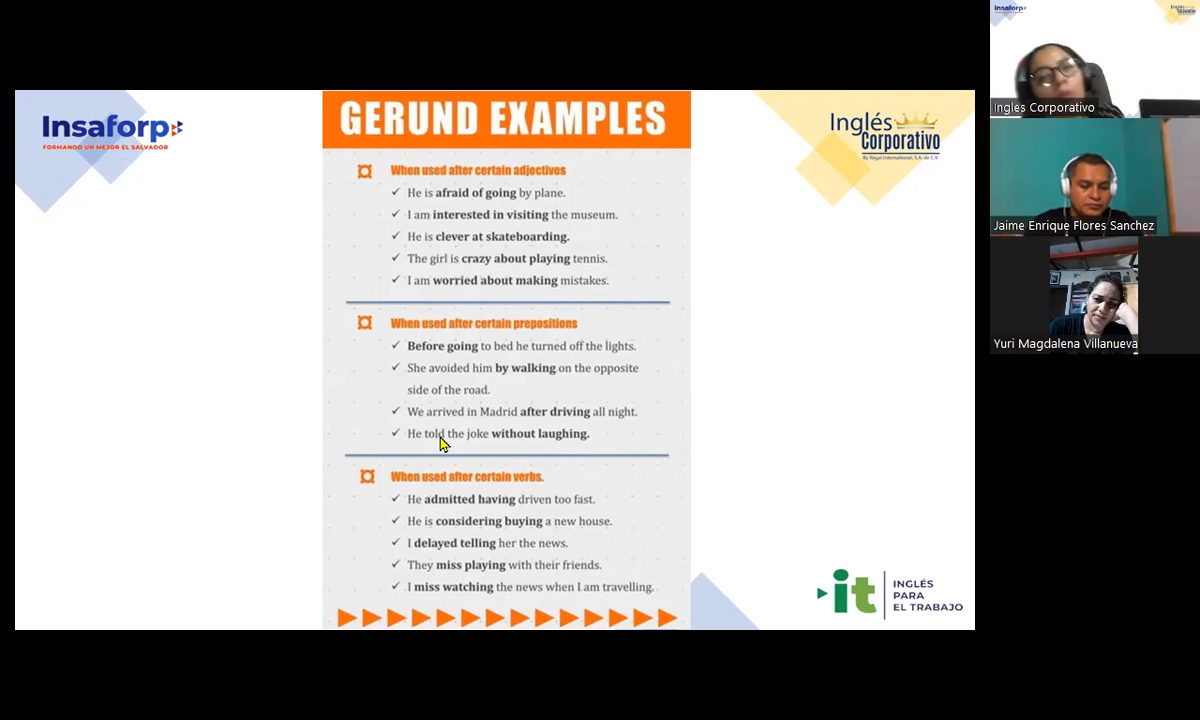 Insaforp
FORMANDO UN MEJOR EL SALVADOR
GERUND EXAMPLES
Inglés
Corporativo
By Regal International, S.A. de C.V.
When used after certain adjectives
✓ He is afraid of going by plane.
✓ I am interested in visiting the museum.
✓ He is clever at skateboarding.
✓ The girl is crazy about playing tennis.
✓ I am worried about making mistakes.
When used after certain prepositions
✓ Before going to bed he turned off the lights.
✓ She avoided him by walking on the opposite
side of the road.
✓ We arrived in Madrid after driving all night.
✓ He told the joke without laughing.
When used after certain verbs.
✓ He admitted having driven too fast.
✓ He is considering buying a new house.
✓ I delayed telling her the news.
✓ They miss playing with their friends.
✓ I miss watching the news when I am travelling.
it
INGLÉS
PARA
EL TRABAJO
Insaforp
Ingles Corporativo
Jaime Enrique Flores Sanchez
Yuri Magdalena Villanueva